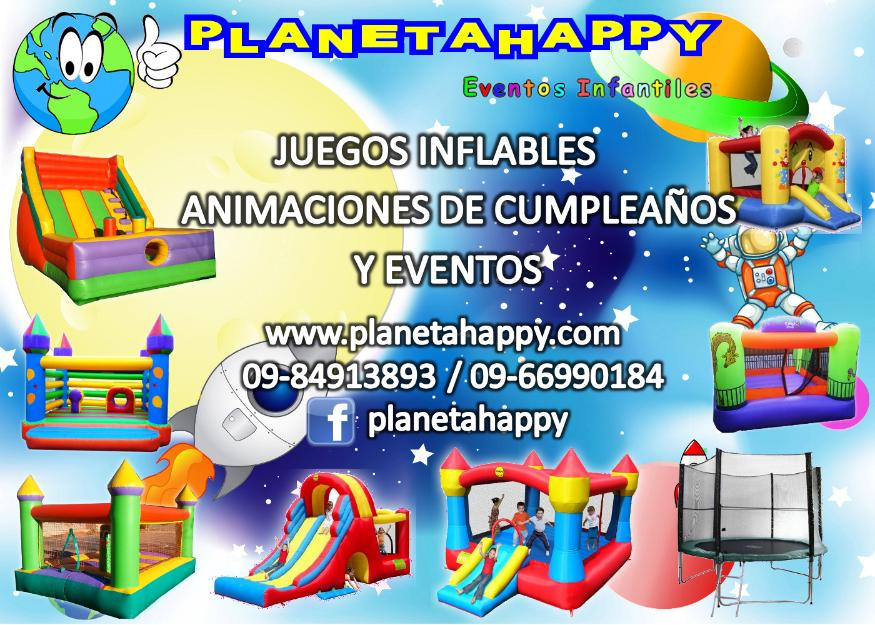 PLANETAHAPPY
Eventos Infantiles
JUEGOS INFLABLES
ANIMACIONES DE CUMPLEAÑOS
Y EVENTOS
www.planetahappy.com
09-84913893 / 09-66990184
f planetahappy